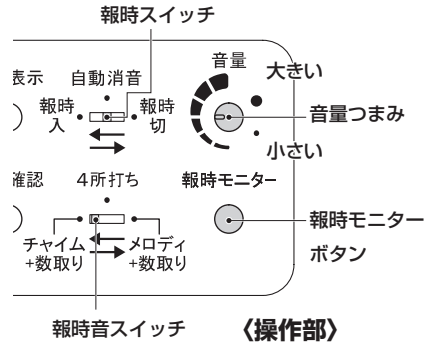 報時スイッチ
表示
自動消音
音量
大きい
報時
入
報時
切
音量つまみ
小さい
確認
4所打ち
報時モニター
報時モニター
ボタン
チャイム
+数取り
メロディ
+数取り
報時音スイッチ
〈操作部〉